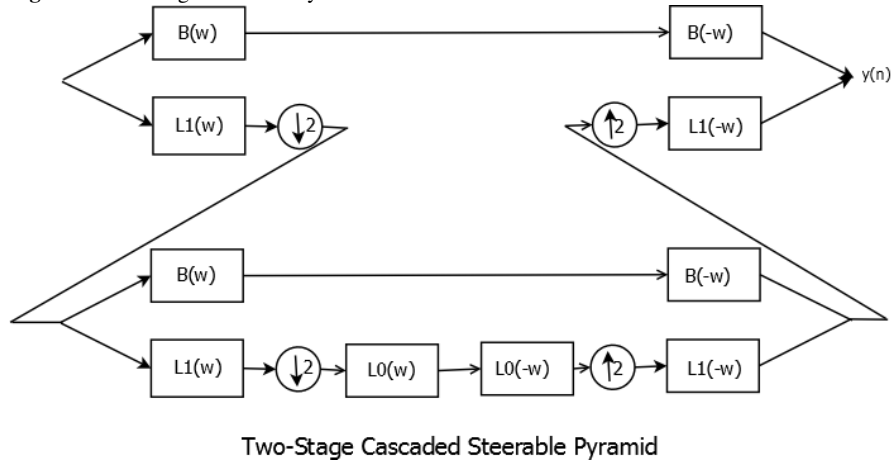 B(w) B(-w)
y(n)
L1(w) 2 2 L1(-w)
B(w) B(-w)
L1(w) 2 L0(w) L0(-w) 2 L1(-w)
Two-Stage Cascaded Steerable Pyramid